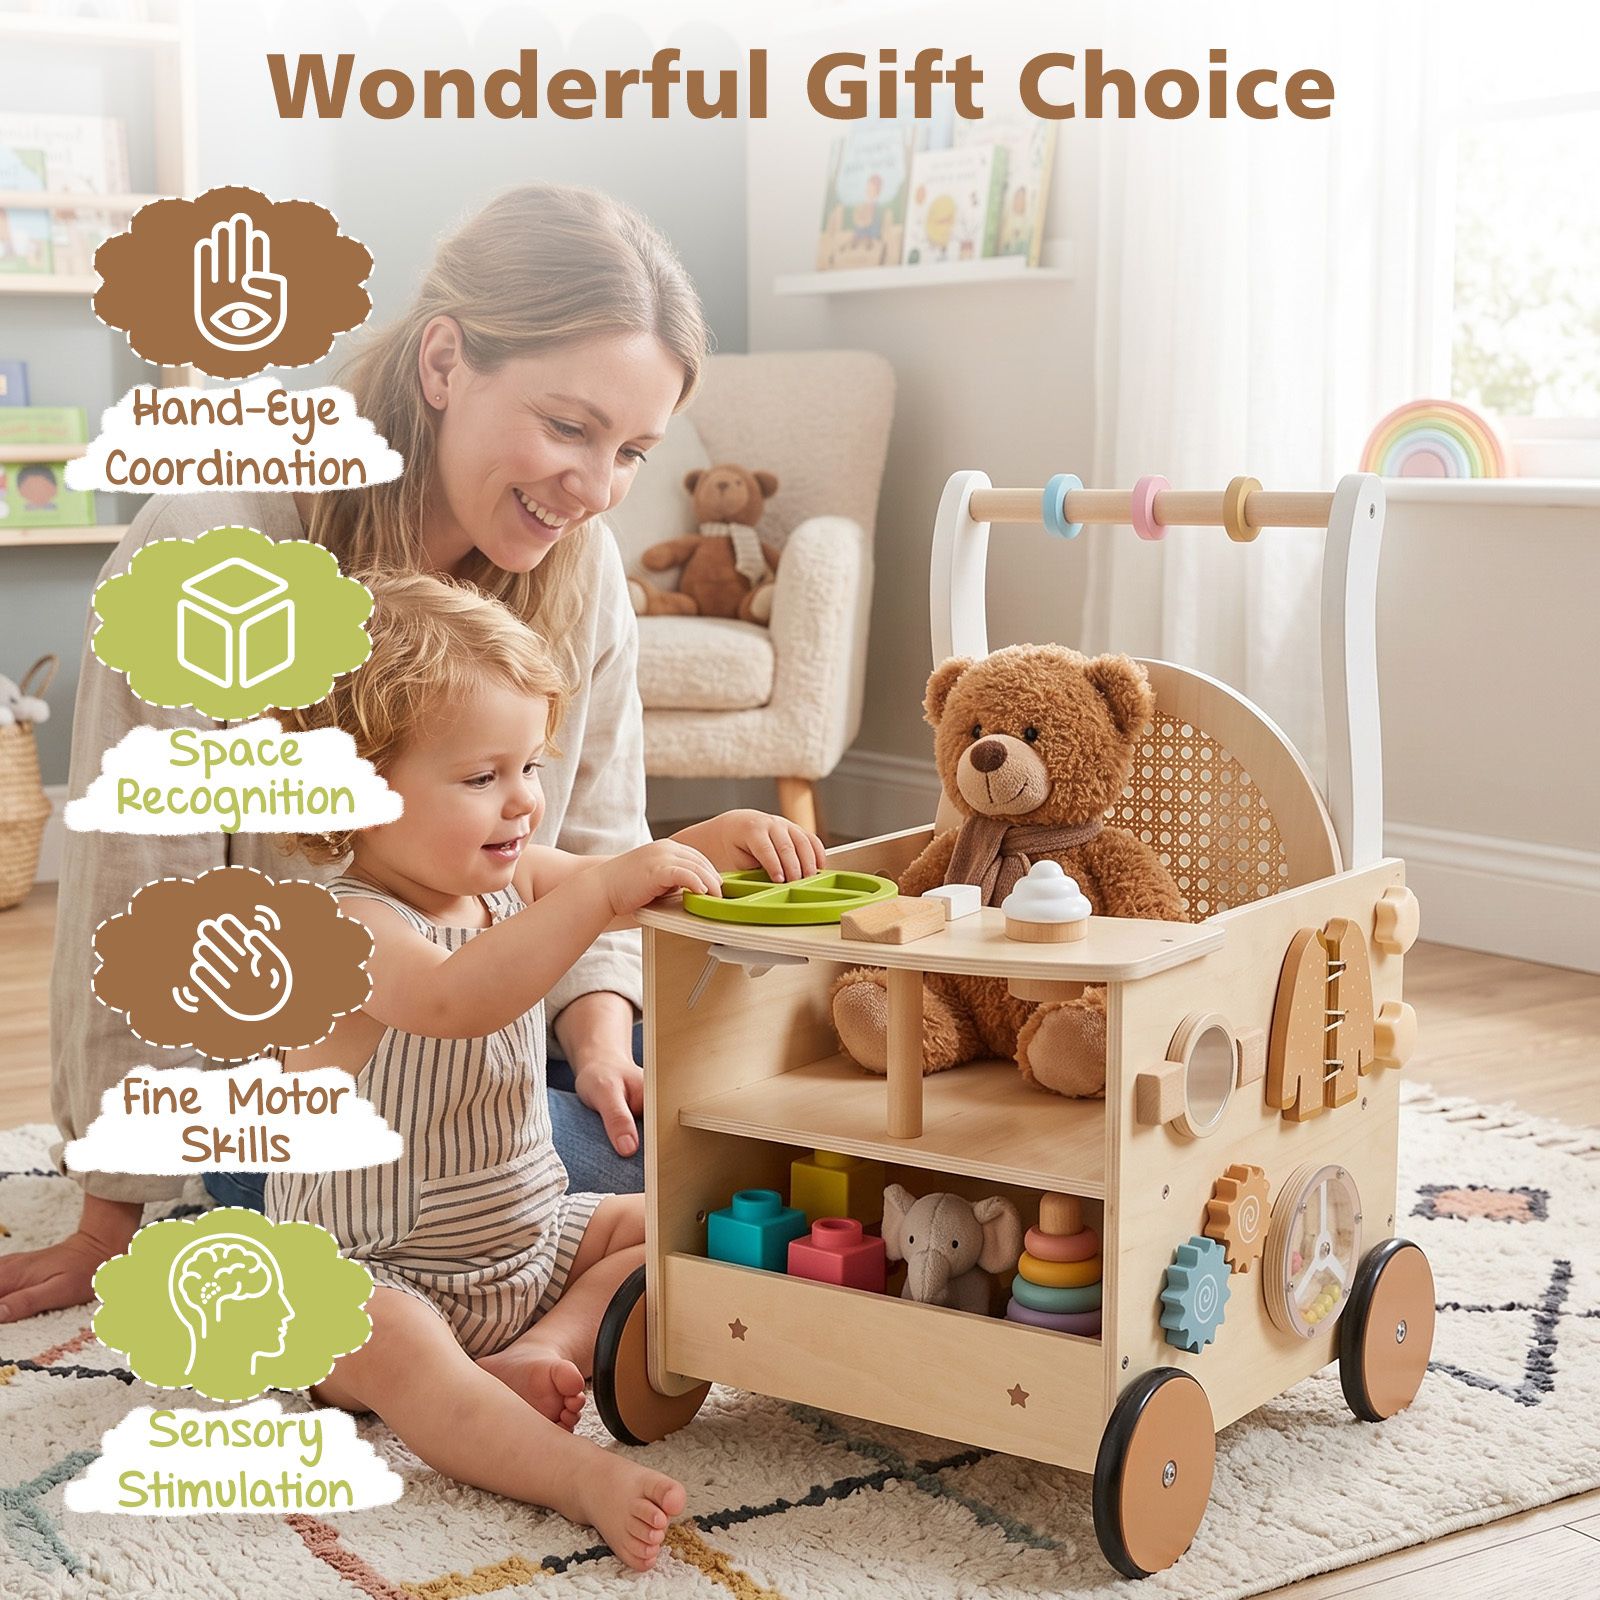 Wonderful Gift Choice
Hand-Eye
Coordination
Space
Recognition
Fine Motor
Skills
Sensory
Stimulation